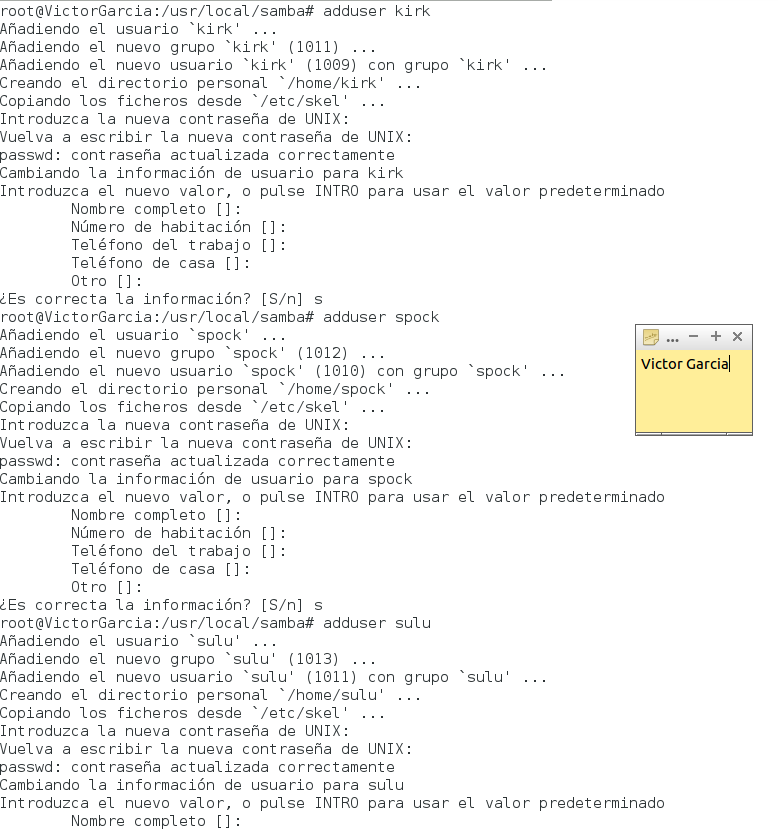 root@VictorGarcia:/usr/local/samba# adduser kirk
Añadiendo el usuario `kirk' ...
Añadiendo el nuevo grupo `kirk' (1011) ...
Añadiendo el nuevo usuario `kirk' (1009) con grupo `kirk' ...
Creando el directorio personal `/home/kirk' ...
Copiando los ficheros desde `/etc/skel' ...
Introduzca la nueva contraseña de UNIX:
Vuelva a escribir la nueva contraseña de UNIX:
passwd: contraseña actualizada correctamente
Cambiando la información de usuario para kirk
Introduzca el nuevo valor, o pulse INTRO para usar el valor predeterminado
        Nombre completo []:
        Número de habitación []:
        Teléfono del trabajo []:
        Teléfono de casa []:
        Otro []:
¿Es correcta la información? [S/n] s
root@VictorGarcia:/usr/local/samba# adduser spock
Añadiendo el usuario `spock' ...
Añadiendo el nuevo grupo `spock' (1012) ...
Añadiendo el nuevo usuario `spock' (1010) con grupo `spock' ...
Creando el directorio personal `/home/spock' ...
Copiando los ficheros desde `/etc/skel' ...
Introduzca la nueva contraseña de UNIX:
Vuelva a escribir la nueva contraseña de UNIX:
passwd: contraseña actualizada correctamente
Cambiando la información de usuario para spock
Introduzca el nuevo valor, o pulse INTRO para usar el valor predeterminado
        Nombre completo []:
        Número de habitación []:
        Teléfono del trabajo []:
        Teléfono de casa []:
        Otro []:
¿Es correcta la información? [S/n] s
root@VictorGarcia:/usr/local/samba# adduser sulu
Añadiendo el usuario `sulu' ...
Añadiendo el nuevo grupo `sulu' (1013) ...
Añadiendo el nuevo usuario `sulu' (1011) con grupo `sulu' ...
Creando el directorio personal `/home/sulu' ...
Copiando los ficheros desde `/etc/skel' ...
Introduzca la nueva contraseña de UNIX:
Vuelva a escribir la nueva contraseña de UNIX:
passwd: contraseña actualizada correctamente
Cambiando la información de usuario para sulu
Introduzca el nuevo valor, o pulse INTRO para usar el valor predeterminado
        Nombre completo []:
...
Victor Garcia